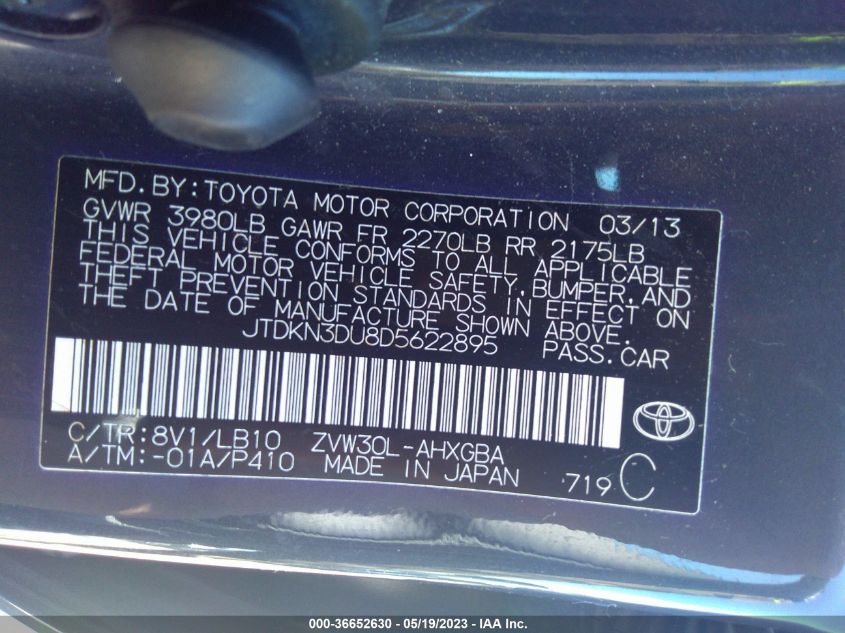 MFD.BY:TOYOTA MOTOR CORPORATION 03/13
GVWR 3980LB GAWR FR 2270LB RR 2175LB
THIS VEHICLE CONFORMS TO ALL APPLICABLE
FEDERAL MOTOR VEHICLE SAFETY,BUMPER,AND
THEFT PREVENTION STANDARDS IN EFFECT ON
THE DATE OF MANUFACTURE SHOWN ABOVE.
JTDKN3DU8D5622895 PASS.CAR
C/TR:8V1/LB10 ZVW30L-AHXGBA
A/TM:-01A/P410 MADE IN JAPAN 719 C
000-36652630 - 05/19/2023 - IAA Inc.